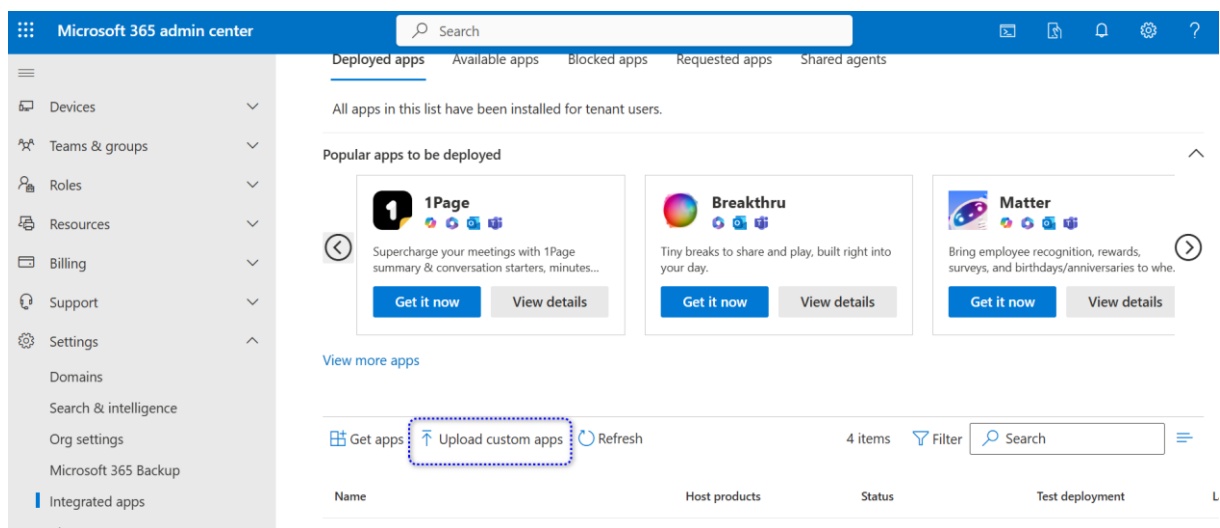 Microsoft 365 admin center
Search
Deployed apps Available apps Blocked apps Requested apps Shared agents
All apps in this list have been installed for tenant users.
Devices
Teams & groups
Roles
Resources
Billing
Support
Settings
Domains
Search & intelligence
Org settings
Microsoft 365 Backup
Integrated apps
Popular apps to be deployed
1Page
Supercharge your meetings with 1Page
summary & conversation starters, minutes...
Get it now View details
Breakthru
Tiny breaks to share and play, built right into
your day.
Get it now View details
Matter
Bring employee recognition, rewards,
surveys, and birthdays/anniversaries to whe.
Get it now View details
View more apps
Get apps Upload custom apps Refresh 4 items Filter Search
Name Host products Status Test deployment